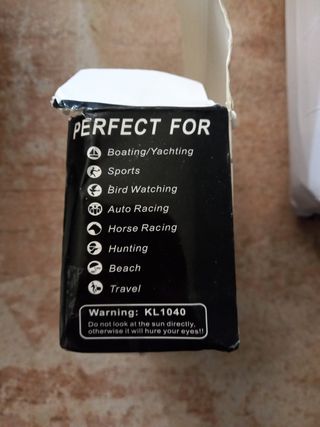 PERFECT FOR
Boating/Yachting
Sports
Bird Watching
Auto Racing
Horse Racing
Hunting
Beach
Travel
Warning: KL1040
Do not look at the sun directly,
otherwise it will hure your eyes!!